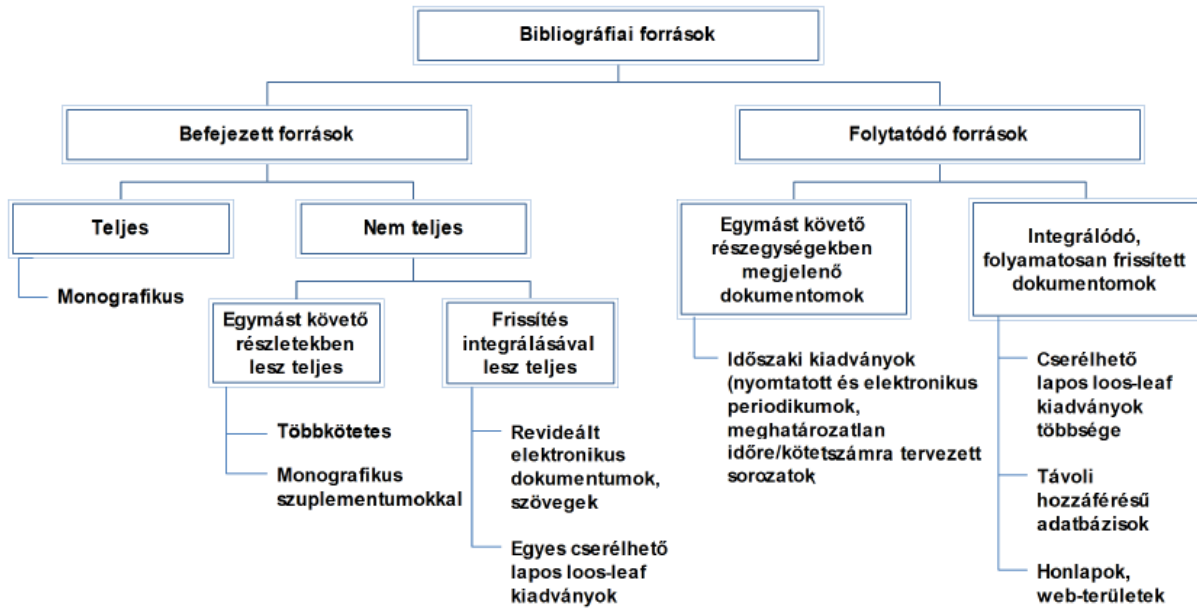 Bibliográfiai források
Befejezett források
Folytatódó források
Teljes
Nem teljes
Egymást követő
részegységekben
megjelenő
dokumentomok
Integrálódó,
folyamatosan frissített
dokumentomok
Monografikus
Egymást követő
részletekben
lesz teljes
Frissítés
integrálásával
lesz teljes
Többkötetes
Monografikus
szuplementumokkal
Revideált
elektronikus
dokumentumok,
szövegek
Egyes cserélhető
lapos loos-leaf
kiadványok
Időszaki kiadványok
(nyomtatott és elektronikus
periodikumok,
meghatározatlan
időre/kötetszámra tervezett
sorozatok
Cserélhető
lapos loos-leaf
kiadványok
többsége
Távoli
hozzáférésű
adatbázisok
Honlapok,
web-területek